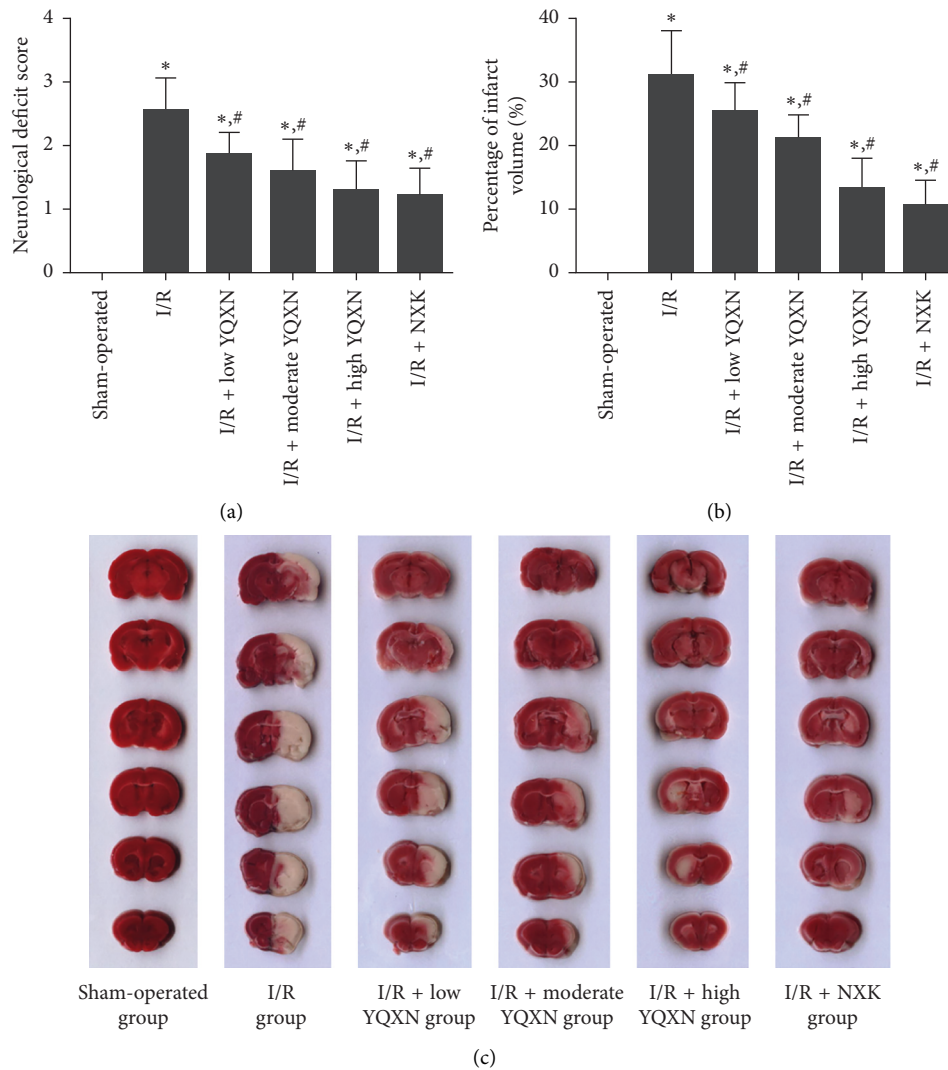 4
3
2
1
0
Neurological deficit score
*
*,#
*,#
*,#
*,#
Sham-operated
I/R
I/R + low YQXN
I/R + moderate YQXN
I/R + high YQXN
I/R + NXK
(a)
40
30
20
10
0
Percentage of infarct
volume (%)
*
*,#
*,#
*,#
*,#
Sham-operated
I/R
I/R + low YQXN
I/R + moderate YQXN
I/R + high YQXN
I/R + NXK
(b)
Sham-operated
group
I/R
group
I/R + low
YQXN group
I/R + moderate
YQXN group
I/R + high
YQXN group
I/R + NXK
group
(c)